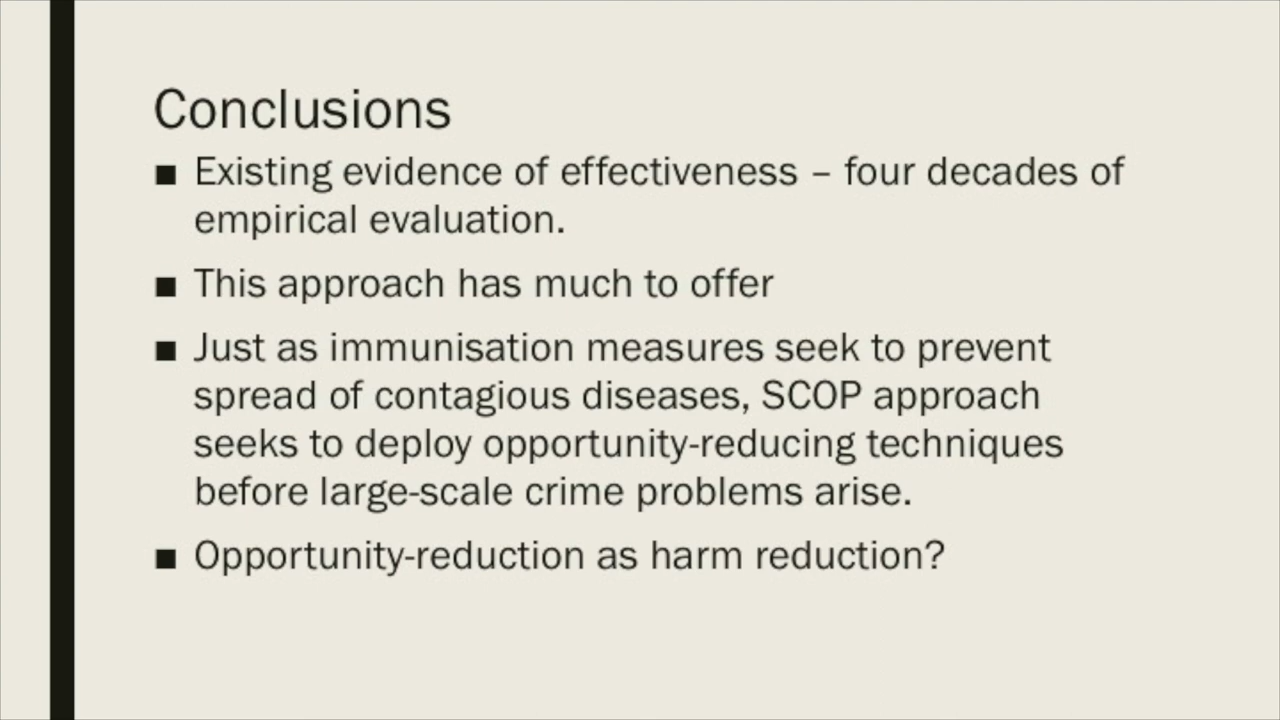 Conclusions
■ Existing evidence of effectiveness – four decades of
empirical evaluation.
■ This approach has much to offer
■ Just as immunisation measures seek to prevent
spread of contagious diseases, SCOP approach
seeks to deploy opportunity-reducing techniques
before large-scale crime problems arise.
■ Opportunity-reduction as harm reduction?